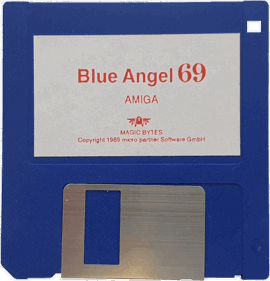 Blue Angel 69
AMIGA
MAGIC BYTES
Copyright 1989 micro-partner Software GmbH